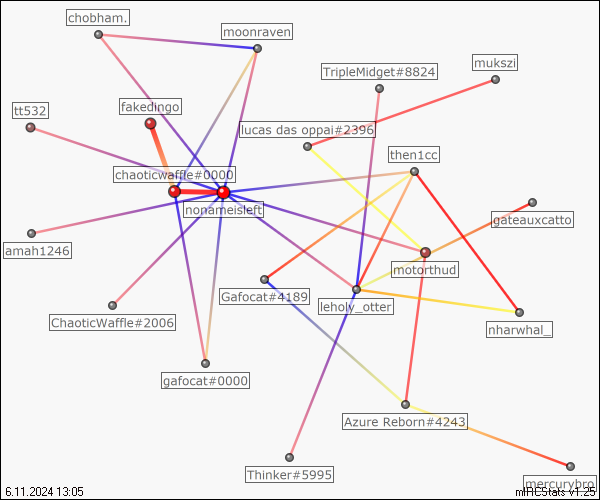 chobham.
moonraven
TripleMidget#8824
mukszi
tt532
fakedingo
lucas das oppai#2396
then1cc
chaoticwaffle#0000
nonameisleft
gateauxcatto
amah1246
motorthud
Gafocat#4189
leholy_otter
ChaoticWaffle#2006
nharwhal_
gafocat#0000
Azure Reborn#4243
Thinker#5995
mercurybro
6.11.2024 13:05
mIRCStats v1.25